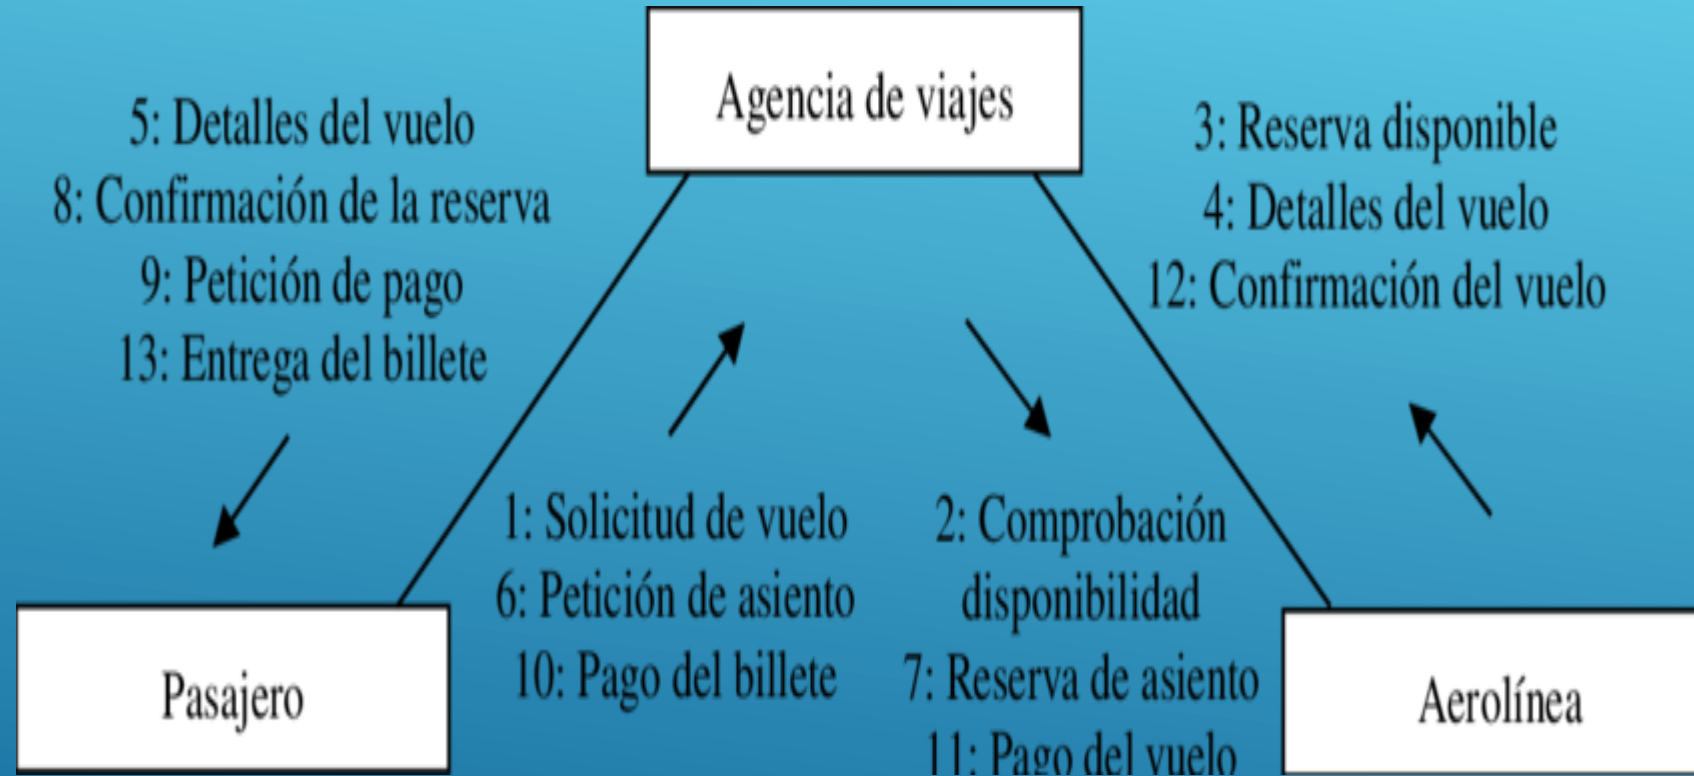 Agencia de viajes
5: Detalles del vuelo
8: Confirmación de la reserva
9: Petición de pago
13: Entrega del billete
3: Reserva disponible
4: Detalles del vuelo
12: Confirmación del vuelo
1: Solicitud de vuelo
6: Petición de asiento
10: Pago del billete
2: Comprobación
disponibilidad
7: Reserva de asiento
11: Pago del vuelo
Pasajero
Aerolínea